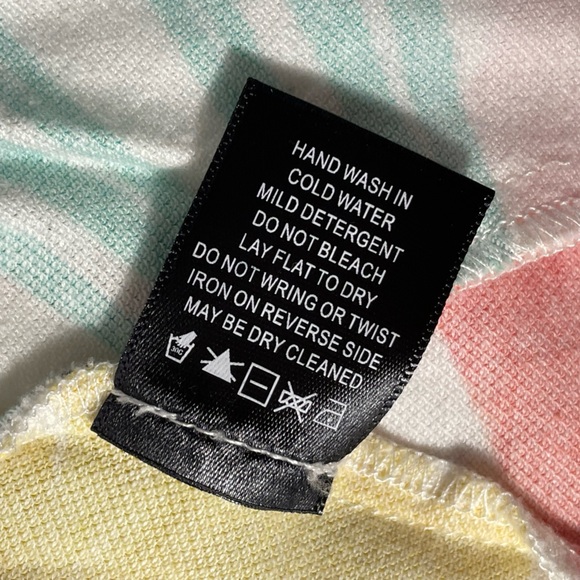 HAND WASH IN
COLD WATER
MILD DETERGENT
DO NOT BLEACH
LAY FLAT TO DRY
DO NOT WRING OR TWIST
IRON ON REVERSE SIDE
MAY BE DRY CLEANED